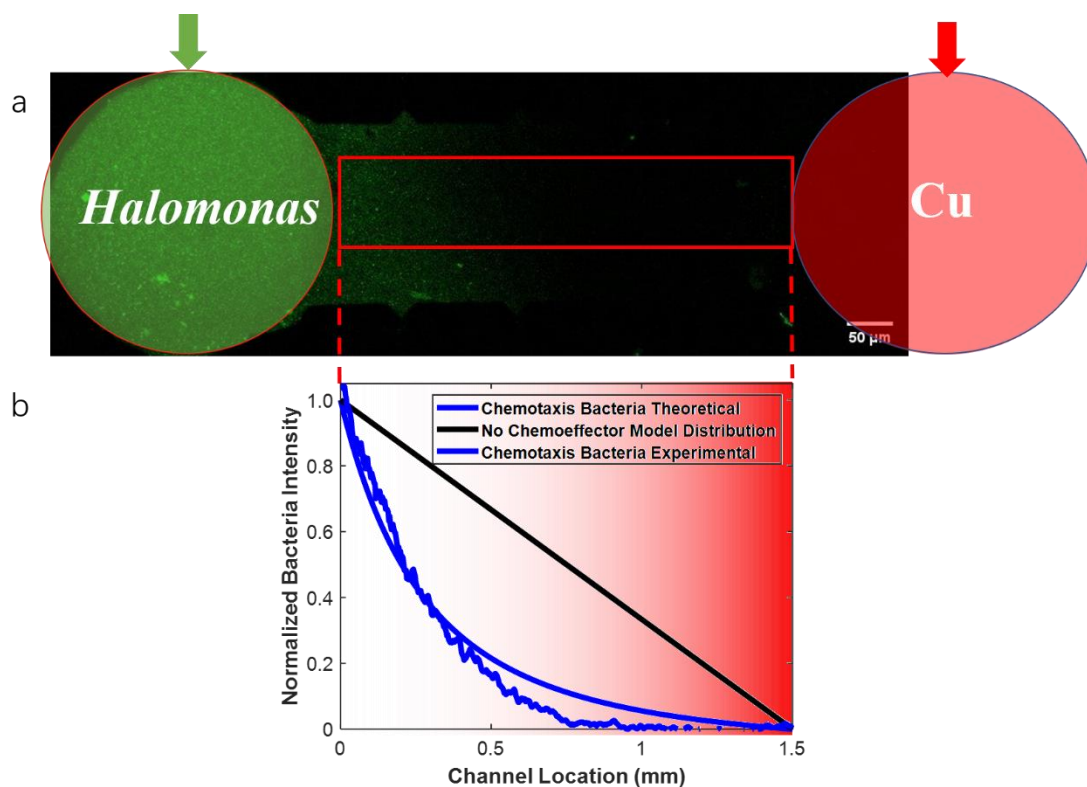 a
Halomonas
Cu
50 µm
b
Chemotaxis Bacteria Theoretical
No Chemoeffector Model Distribution
Chemotaxis Bacteria Experimental
Normalized Bacteria Intensity
1.0
0.8
0.6
0.4
0.2
0
0
0.5
1
1.5
Channel Location (mm)